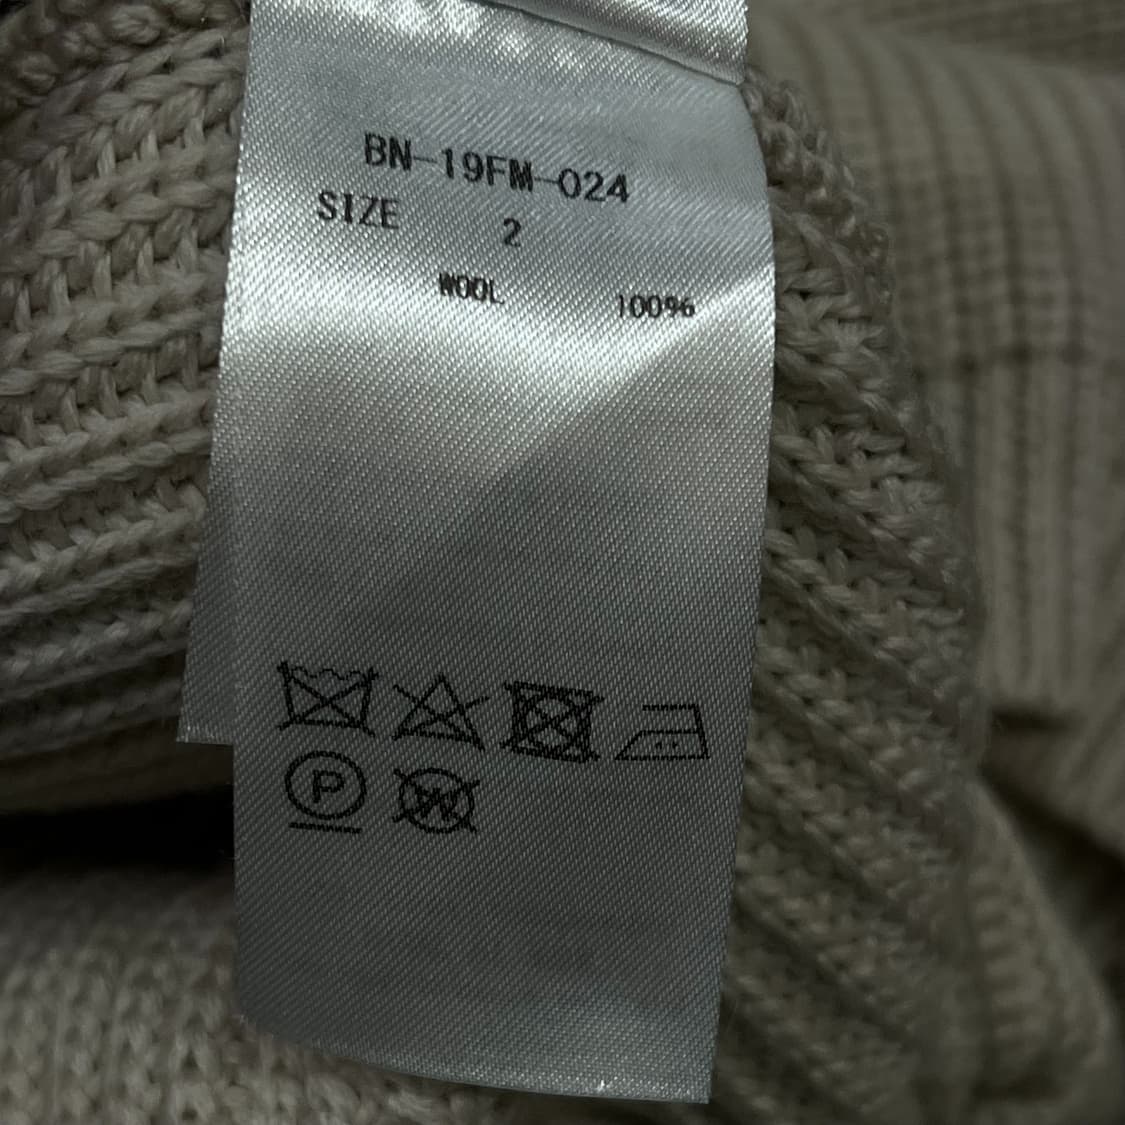 BN-19FM-024
SIZE 2
WOOL 100%
P W